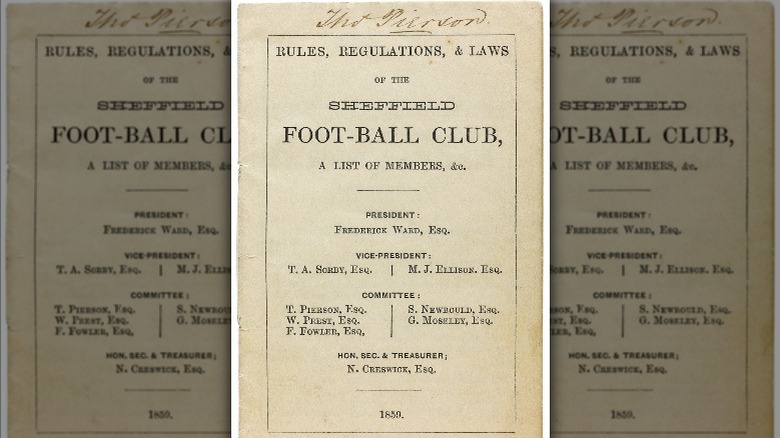 Tho Pierson.
RULES, REGULATIONS, & LAWS
OF THE
SHEFFIELD
FOOT-BALL CLUB,
A LIST OF MEMBERS, &c.
PRESIDENT:
FREDERICK WARD, ESQ.
VICE-PRESIDENT:
T. A. SORBY, ESQ. | M. J. ELLISON. ESQ.
COMMITTEE:
T. PIERSON, ESQ. S. NEWBOULD, ESQ.
W. PREST, ESQ. G. MOSELEY, ESQ.
F. FOWLER, ESQ,
HON. SEC. & TREASURER;
N. CRESWICK, ESQ.
1859.